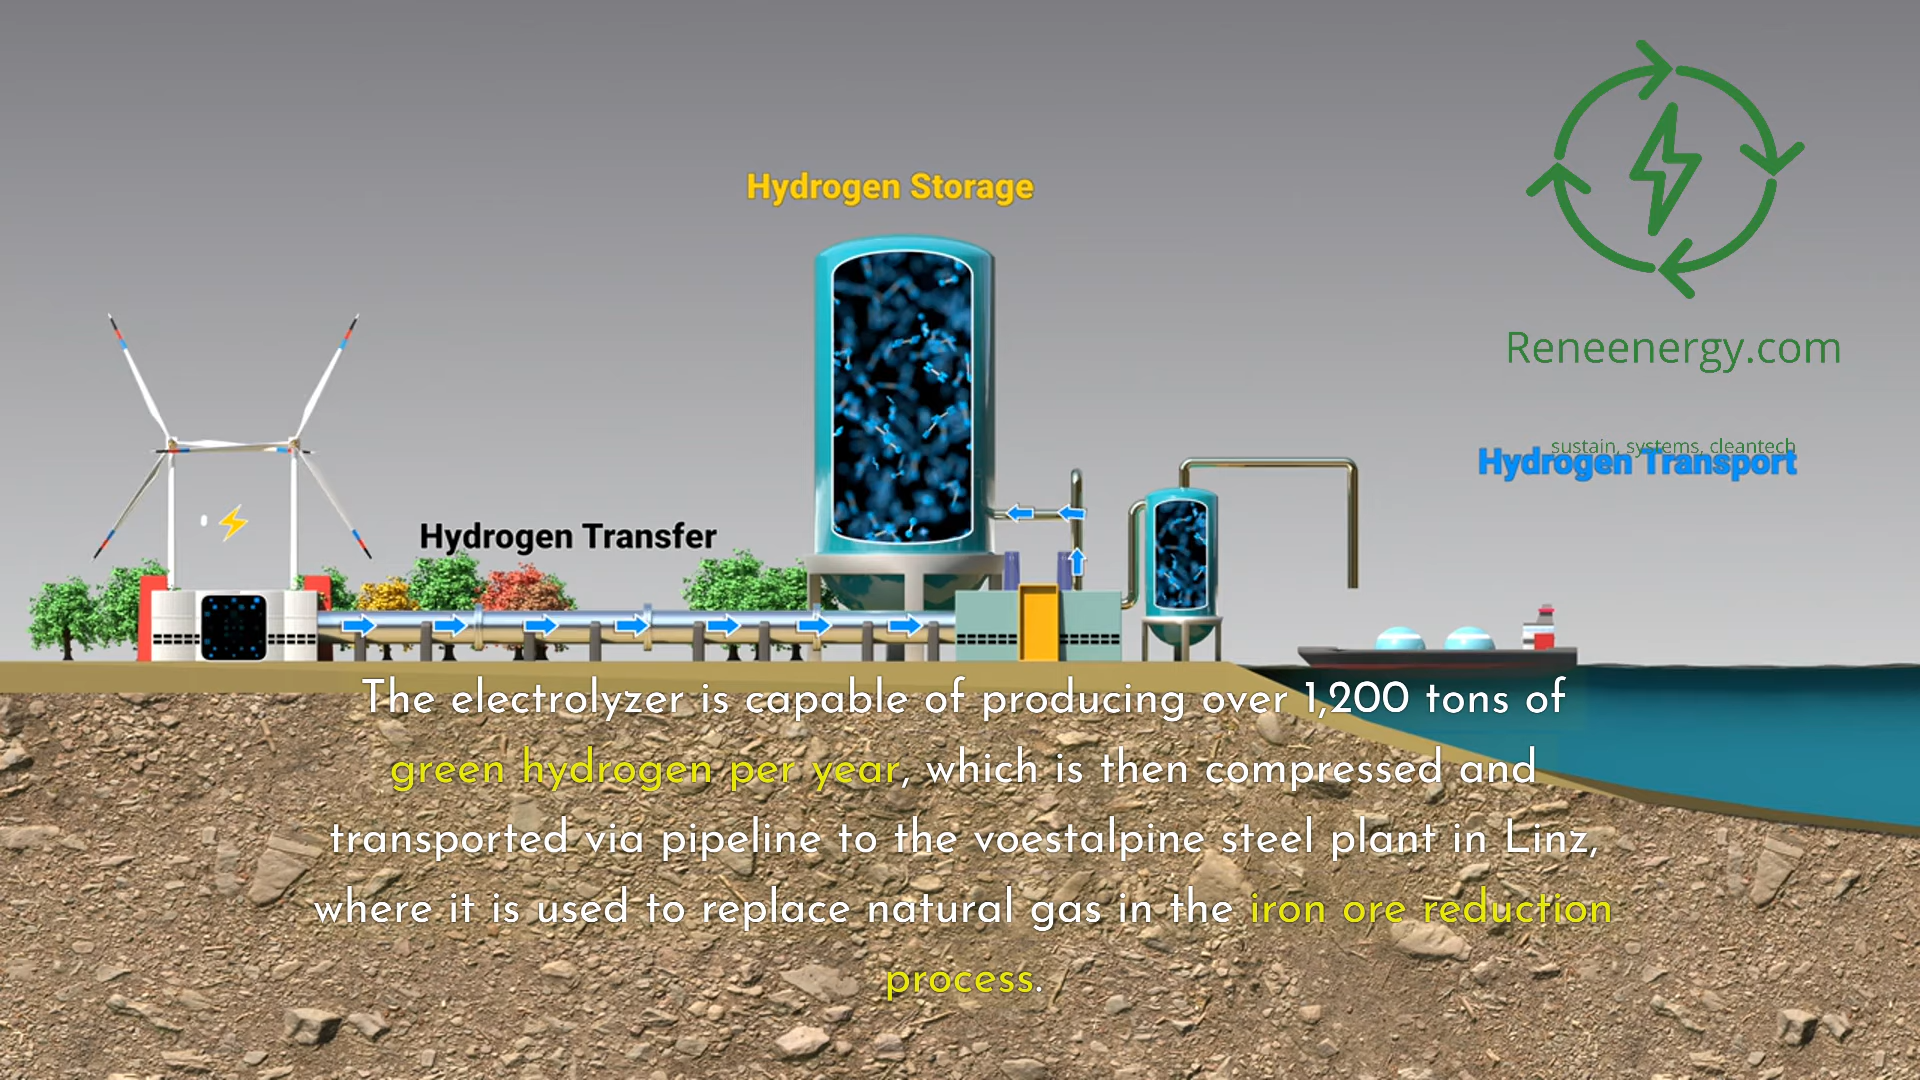 Hydrogen Storage
Reneenergy.com
sustain, systems, cleantech
Hydrogen Transport
Hydrogen Transfer
The electrolyzer is capable of producing over 1,200 tons of
green hydrogen per year, which is then compressed and
transported via pipeline to the voestalpine steel plant in Linz,
where it is used to replace natural gas in the iron ore reduction
process.